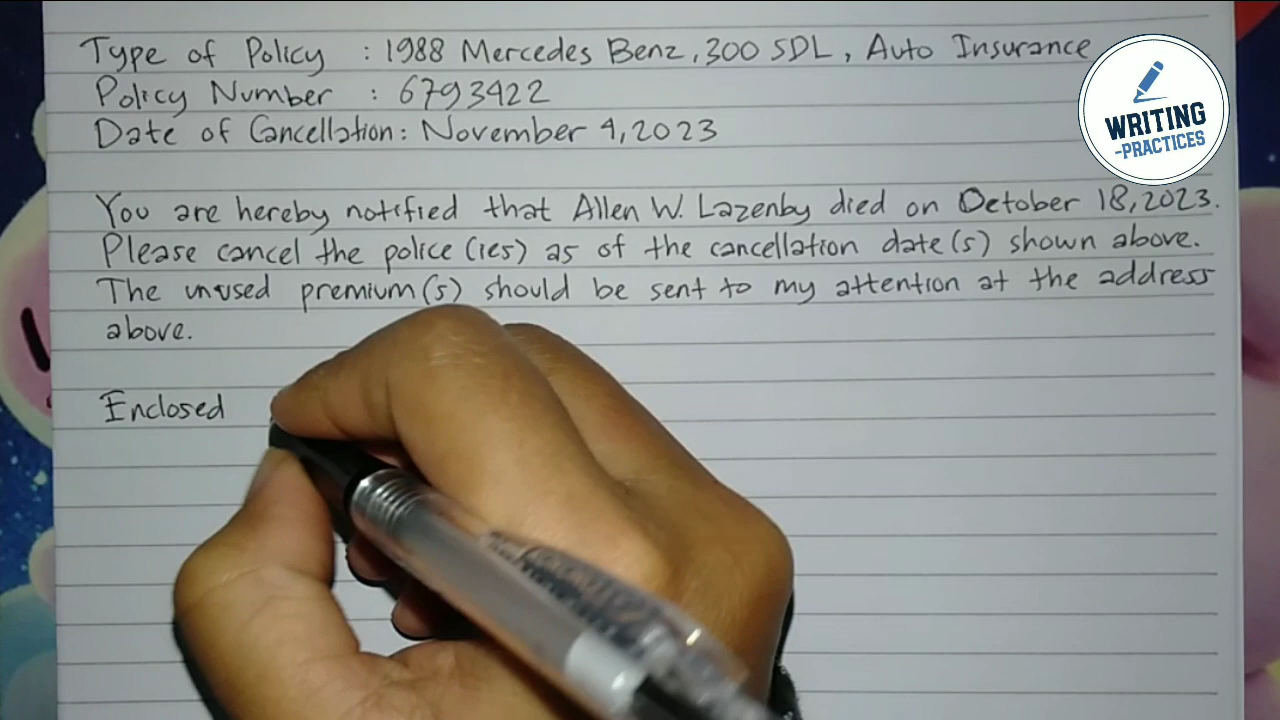 Type of Policy : 1988 Mercedes Benz, 300 SDL, Auto Insurance
Policy Number : 6793422
Date of Cancellation: November 4, 2023
You are hereby notified that Allen W. Lazenby died on October 18, 2023.
Please cancel the police (ies) as of the cancellation date(s) shown above.
The unused premium(s) should be sent to my attention at the address
above.
Enclosed
WRITING
-PRACTICES